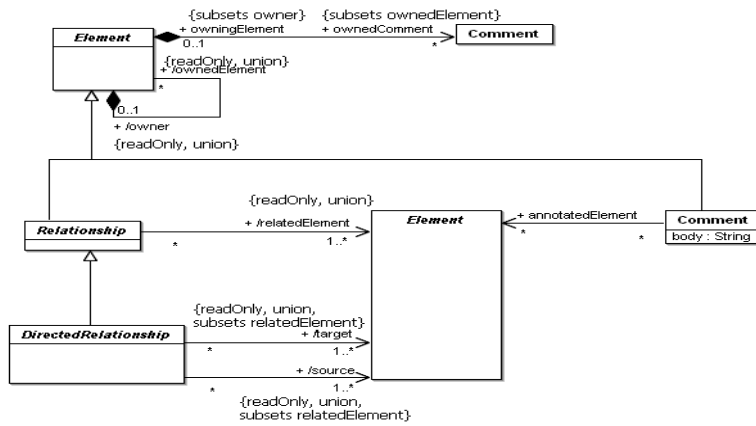 {subsets owner} {subsets ownedElement}
Element
+ owningElement
+ ownedComment
Comment
0..1
*
{readOnly, union}
+ /ownedElement
*
0..1
+ /owner
{readOnly, union}
{readOnly, union}
Relationship
+ /relatedElement
*
1..*
Element
+ annotatedElement
*
*
Comment
body : String
{readOnly, union,
subsets relatedElement}
DirectedRelationship
+ /target
*
1..*
+ /source
*
1..*
{readOnly, union,
subsets relatedElement}